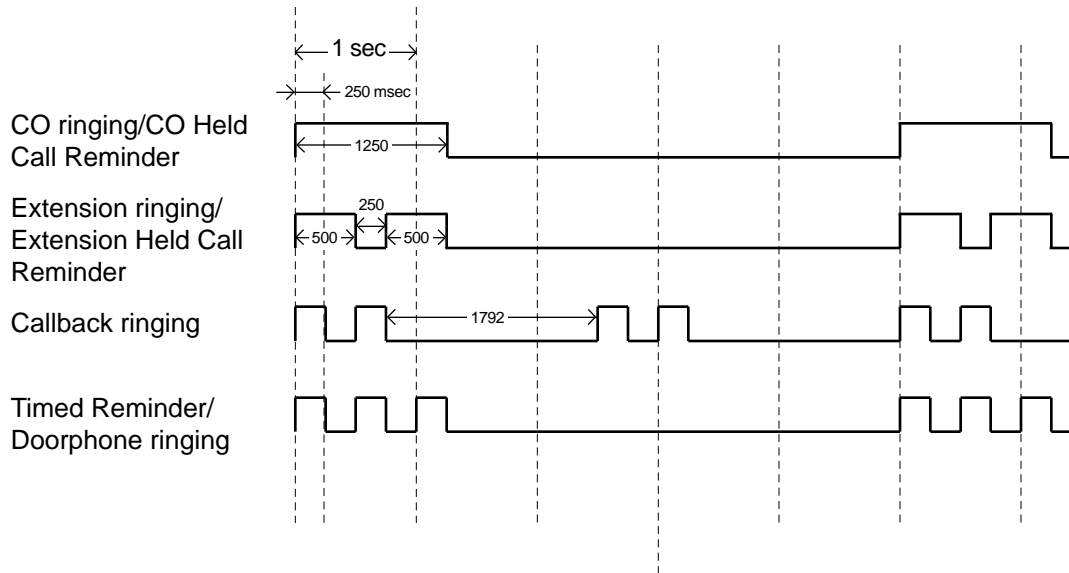 1 sec
250 msec
CO ringing/CO Held
Call Reminder
1250
Extension ringing/
Extension Held Call
Reminder
250
500
500
Callback ringing
1792
Timed Reminder/
Doorphone ringing